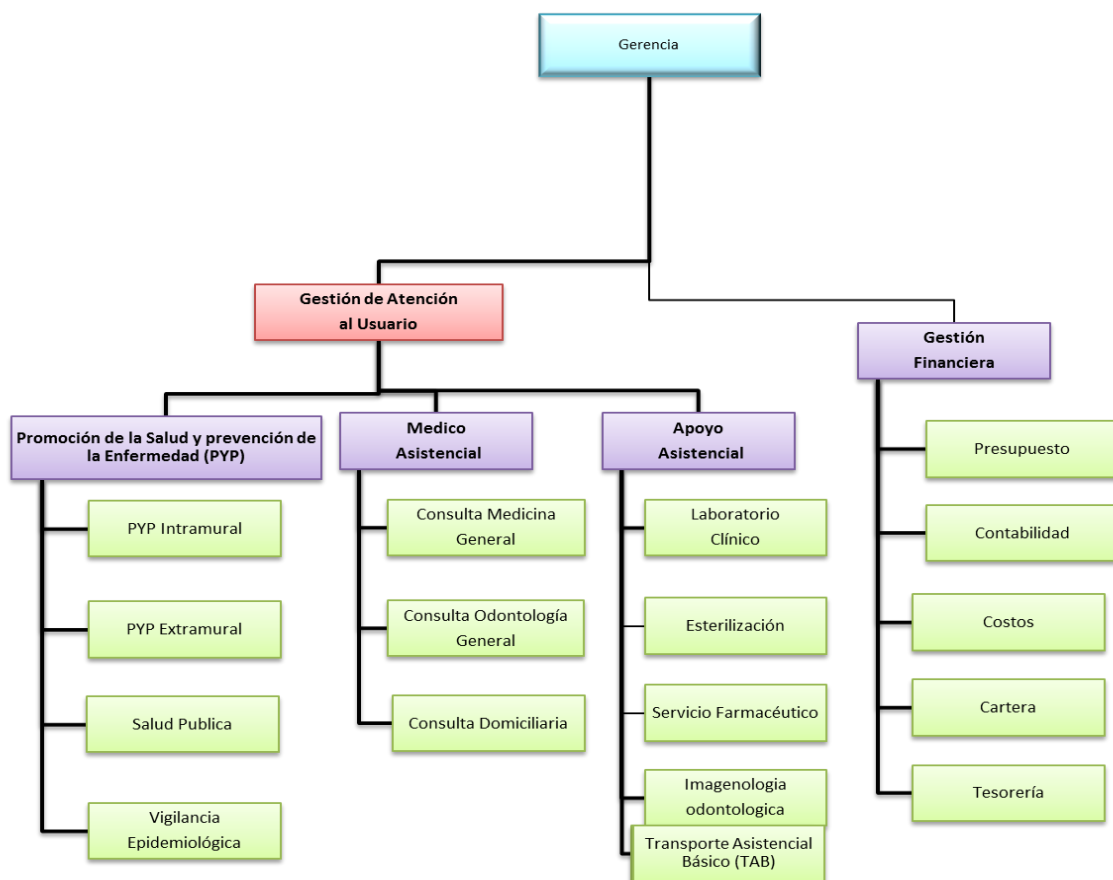 Gerencia
Gestión de Atención
al Usuario
Gestión
Financiera
Promoción de la Salud y prevención de
la Enfermedad (PYP)
Medico
Asistencial
Apoyo
Asistencial
PYP Intramural
PYP Extramural
Salud Publica
Vigilancia
Epidemiológica
Consulta Medicina
General
Consulta Odontología
General
Consulta Domiciliaria
Laboratorio
Clínico
Esterilización
Servicio Farmacéutico
Imagenologia
odontologica
Transporte Asistencial
Básico (TAB)
Presupuesto
Contabilidad
Costos
Cartera
Tesorería